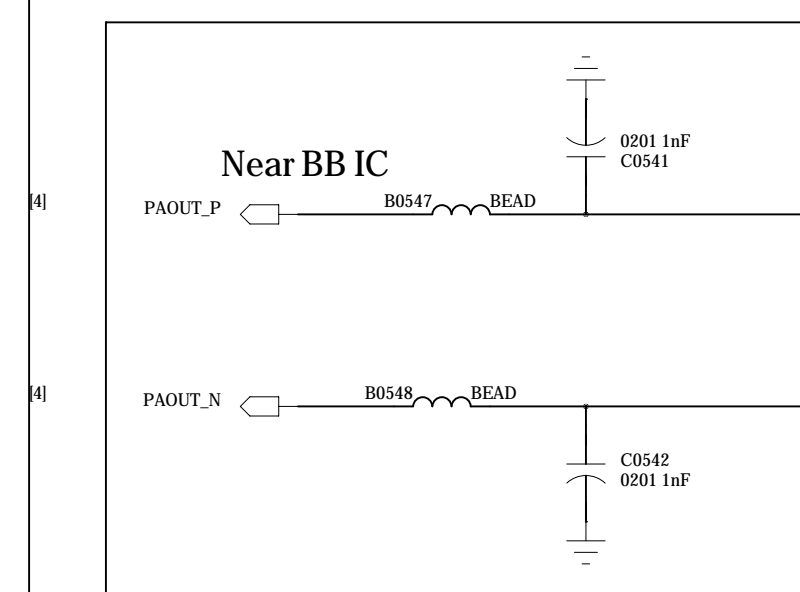 0201 1nF
C0541
Near BB IC
[4]
PAOUT_P
B0547
BEAD
[4]
PAOUT_N
B0548
BEAD
C0542
0201 1nF